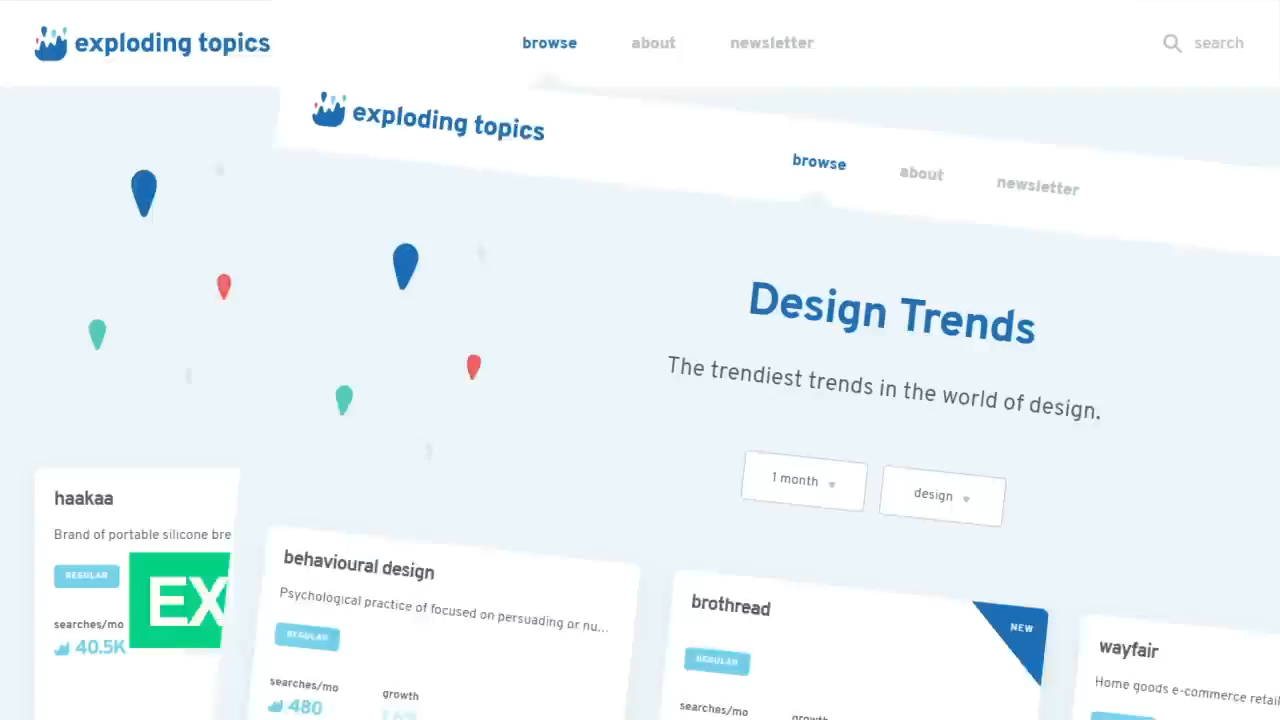 exploding topics
browse about newsletter
search
exploding topics
browse about newsletter
Design Trends
The trendiest trends in the world of design.
1 month design
haakaa
Brand of portable silicone bre
REGULAR
EX
searches/mo
40.5K
behavioural design
Psychological practice of focused on persuading or nu...
REGULAR
searches/mo growth
480
brothread
NEW
REGULAR
searches/mo growth
wayfair
Home goods e-commerce retail